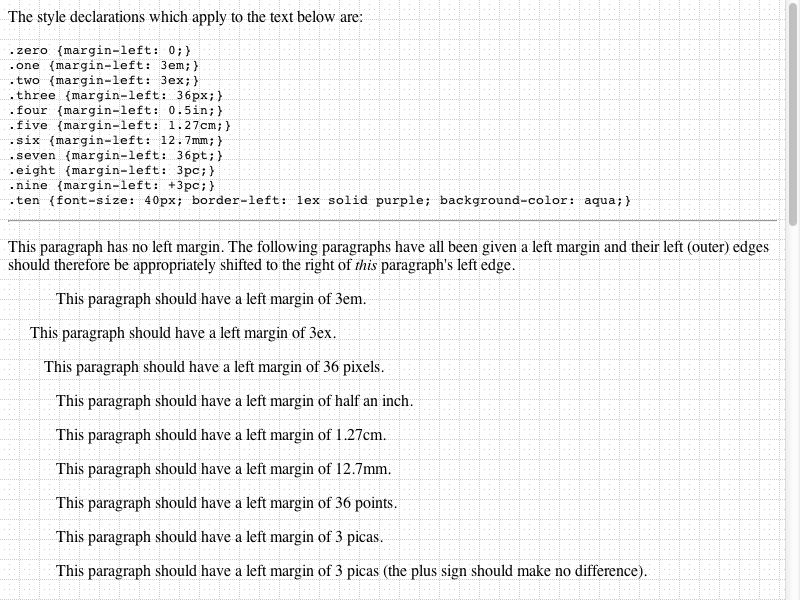 The style declarations which apply to the text below are:
.zero {margin-left: 0;}
.one {margin-left: 3em;}
.two {margin-left: 3ex;}
.three {margin-left: 36px;}
.four {margin-left: 0.5in;}
.five {margin-left: 1.27cm;}
.six {margin-left: 12.7mm;}
.seven {margin-left: 36pt;}
.eight {margin-left: 3pc;}
.nine {margin-left: +3pc;}
.ten {font-size: 40px; border-left: 1ex solid purple; background-color: aqua;}
This paragraph has no left margin. The following paragraphs have all been given a left margin and their left (outer) edges
should therefore be appropriately shifted to the right of this paragraph's left edge.
This paragraph should have a left margin of 3em.
This paragraph should have a left margin of 3ex.
This paragraph should have a left margin of 36 pixels.
This paragraph should have a left margin of half an inch.
This paragraph should have a left margin of 1.27cm.
This paragraph should have a left margin of 12.7mm.
This paragraph should have a left margin of 36 points.
This paragraph should have a left margin of 3 picas.
This paragraph should have a left margin of 3 picas (the plus sign should make no difference).